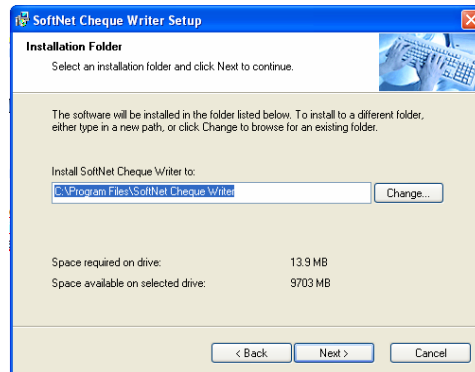 SoftNet Cheque Writer Setup
Installation Folder
Select an installation folder and click Next to continue.
The software will be installed in the folder listed below. To install to a different folder,
either type in a new path, or click Change to browse for an existing folder.
Install SoftNet Cheque Writer to:
C:\Program Files\SoftNet Cheque Writer
Change...
Space required on drive: 13.9 MB
Space available on selected drive: 9703 MB
< Back Next > Cancel